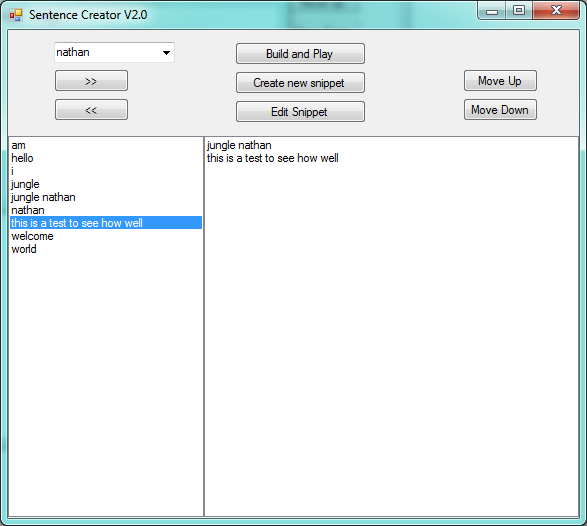 Sentence Creator V2.0
nathan
Build and Play
>>
Create new snippet
Move Up
<<
Edit Snippet
Move Down
am
hello
i
jungle
jungle nathan
nathan
this is a test to see how well
welcome
world
jungle nathan
this is a test to see how well